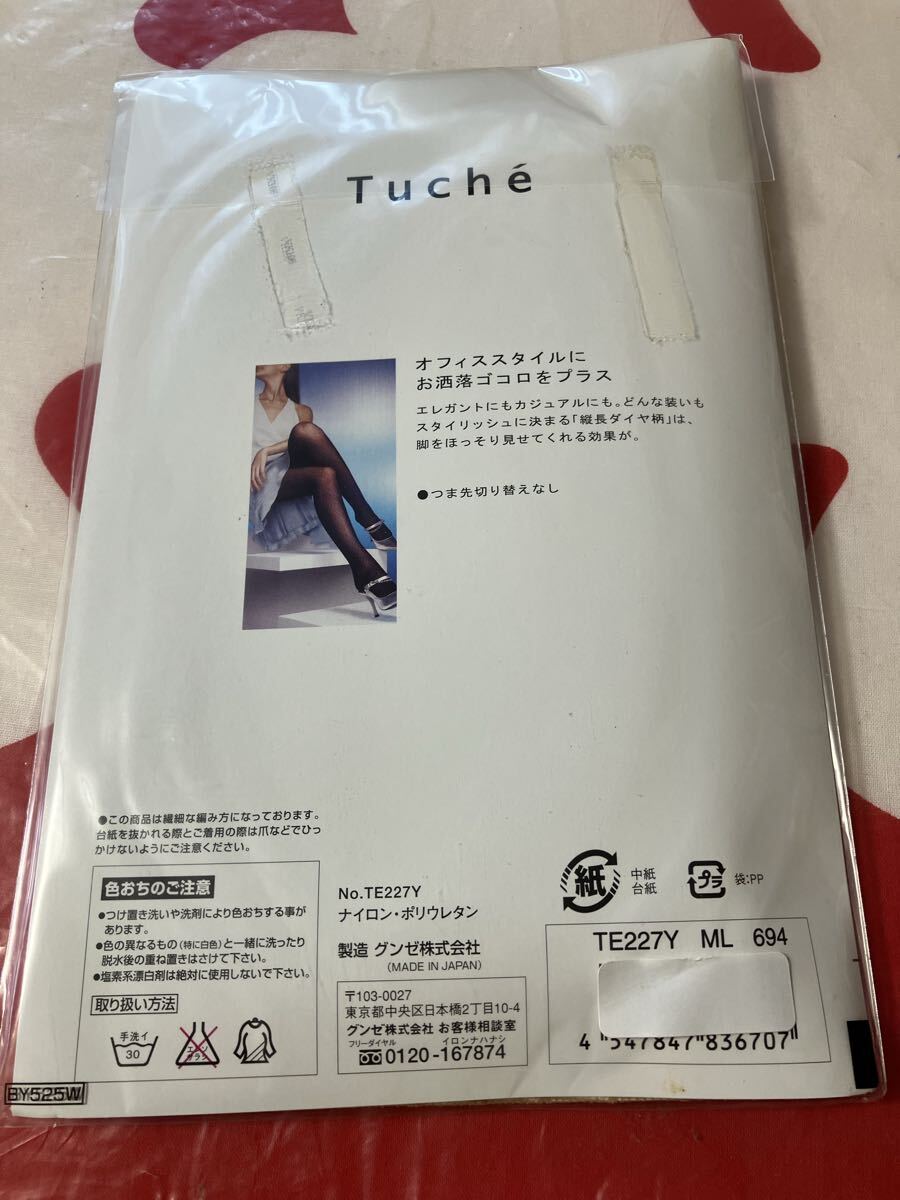 Tuché
オフィススタイルに
お洒落ゴコロをプラス
エレガントにもカジュアルにも。どんな装いも
スタイリッシュに決まる「縦長ダイヤ柄」は、
脚をほっそり見せてくれる効果が。
●つま先切り替えなし
●この商品は繊細な編み方になっております。
台紙を抜かれる際とご着用の際は爪などでひっ
かけないようにご注意ください。
色おちのご注意
●つけ置き洗いや洗剤により色おちする事が
あります。
●色の異なるもの(特に白色)と一緒に洗ったり
脱水後の重ね置きはさけて下さい。
●塩素系漂白剤は絶対に使用しないで下さい。
取り扱い方法
手洗イ
30
エンソ
サラシ
No.TE227Y
ナイロン・ポリウレタン
製造 グンゼ株式会社
(MADE IN JAPAN)
〒103-0027
東京都中央区日本橋2丁目10-4
グンゼ株式会社 お客様相談室
フリーダイヤル イロンナハナシ
0120-167874
紙
中紙
台紙
プラ
袋:PP
TE227Y ML 694
4 547847 836707
BY525W